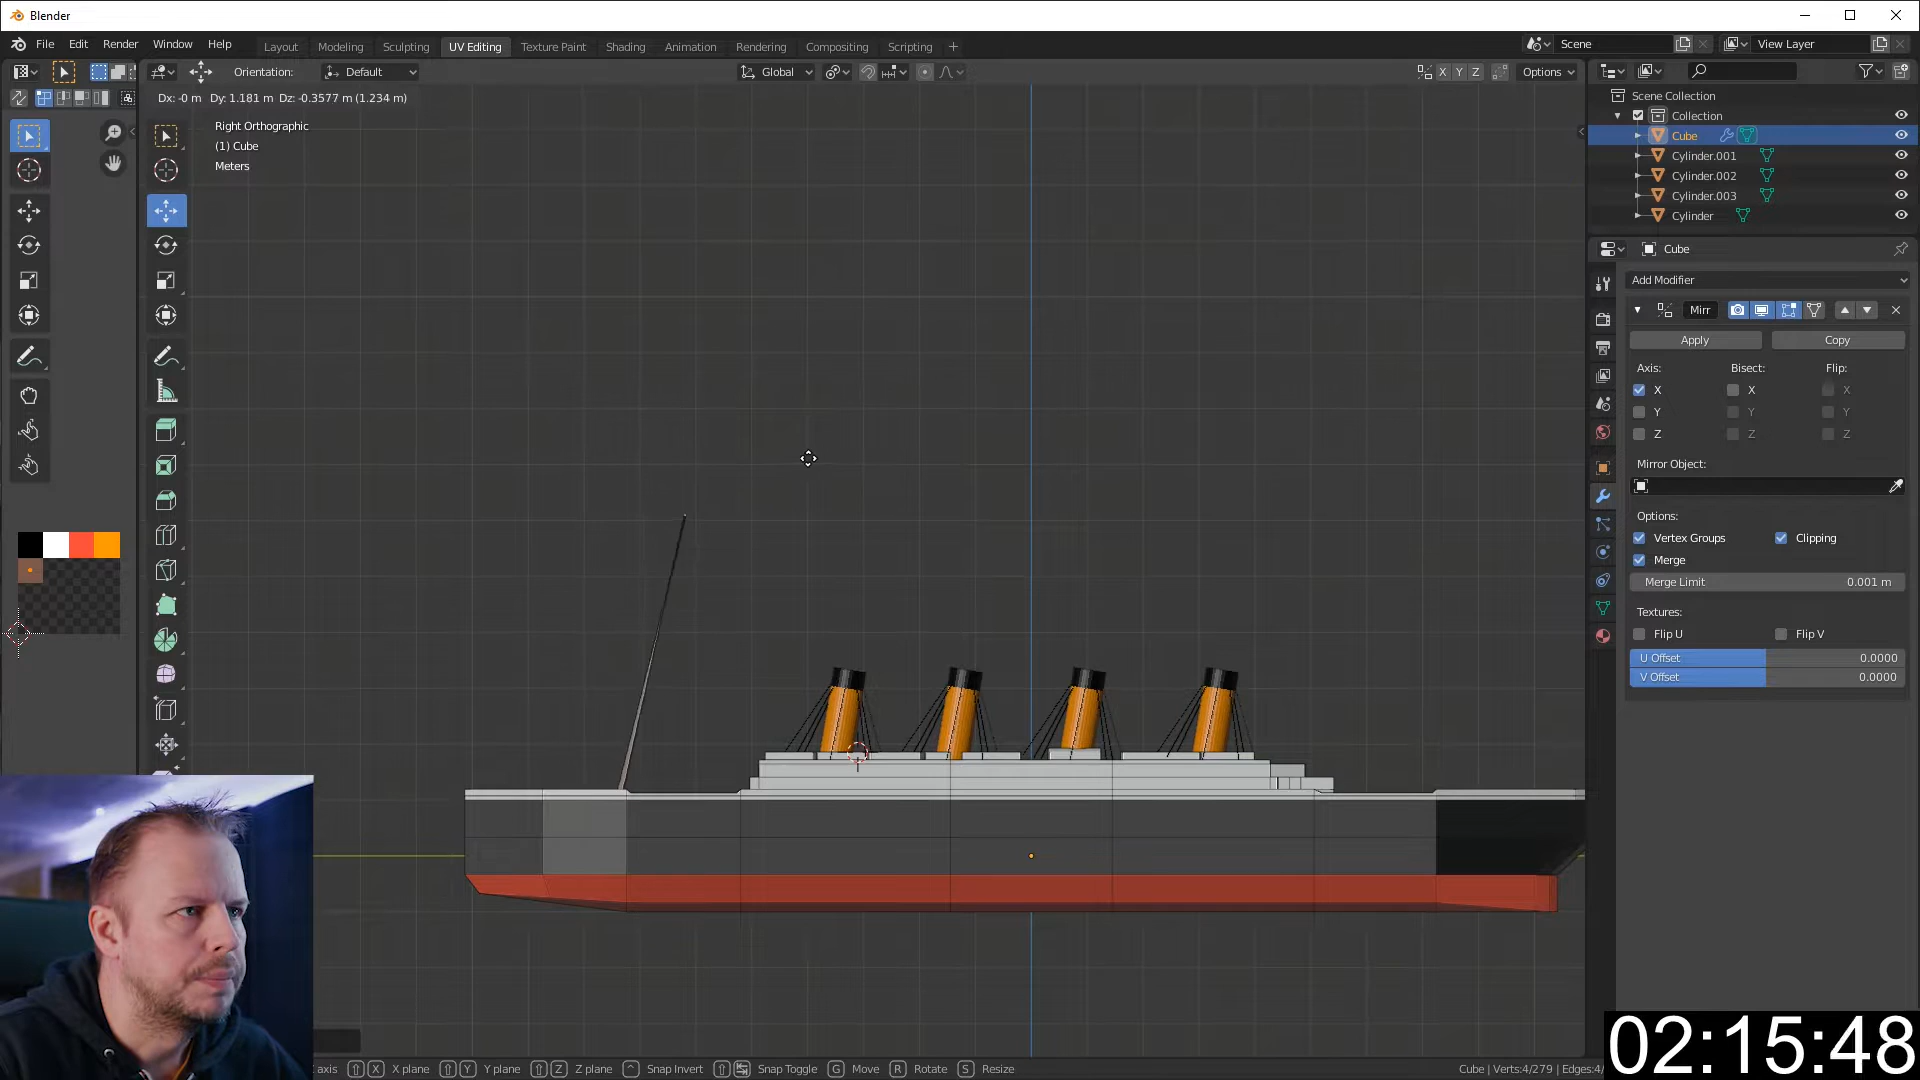 Blender
File Edit Render Window Help
Layout Modeling Sculpting UV Editing Texture Paint Shading Animation Rendering Compositing Scripting +
Scene
View Layer
Orientation: Default
Global
X Y Z
Options
Dx: -0 m Dy: 1.181 m Dz: -0.3577 m (1.234 m)
Right Orthographic
(1) Cube
Meters
Scene Collection
Collection
Cube
Cylinder.001
Cylinder.002
Cylinder.003
Cylinder
Cube
Add Modifier
Mirr
Apply Copy
Axis: Bisect: Flip:
X X X
Y Y Y
Z Z Z
Mirror Object:
Options:
Vertex Groups Clipping
Merge
Merge Limit 0.001 m
Textures:
Flip U Flip V
U Offset 0.0000
V Offset 0.0000
02:15:48
axis X X plane Y Y plane Z Z plane Snap Invert Snap Toggle G Move R Rotate S Resize
Cube | Verts:4/279 | Edges:4/